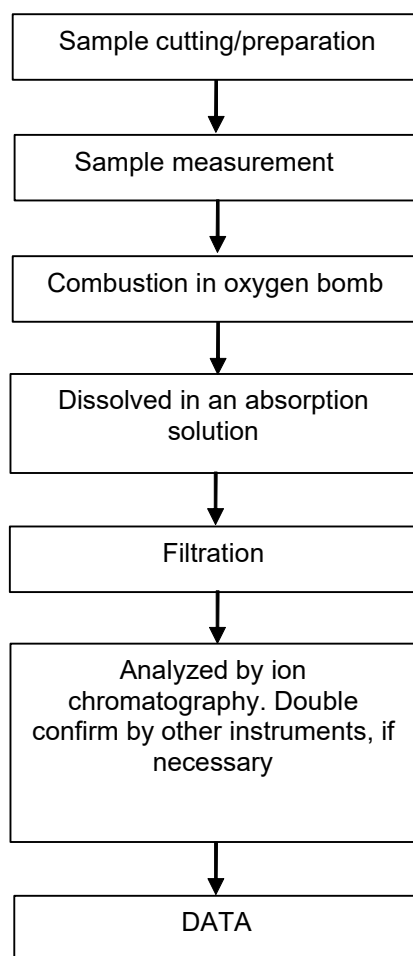 Sample cutting/preparation
Sample measurement
Combustion in oxygen bomb
Dissolved in an absorption
solution
Filtration
Analyzed by ion
chromatography. Double
confirm by other instruments, if
necessary
DATA